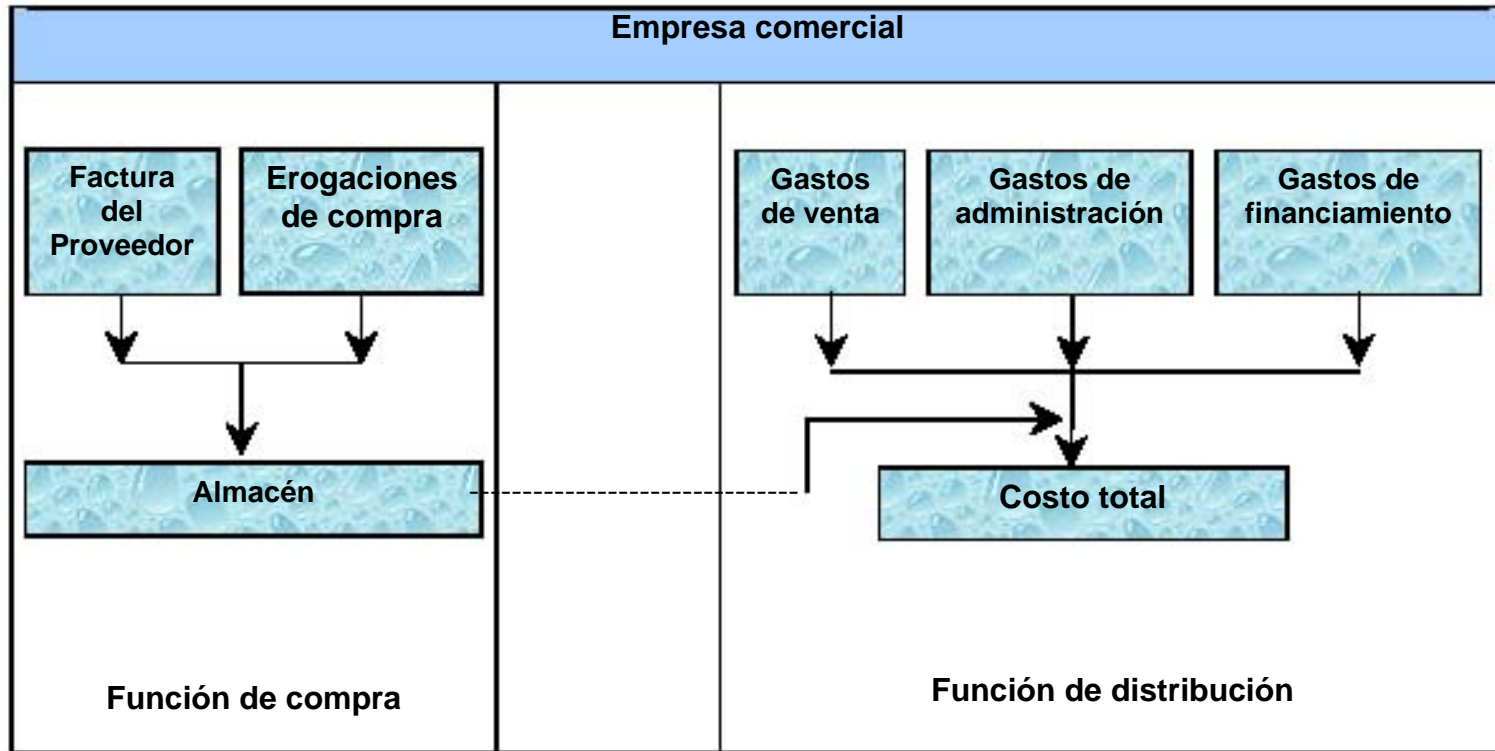 Empresa comercial
Factura
del
Proveedor
Erogaciones
de compra
Gastos
de venta
Gastos de
administración
Gastos de
financiamiento
Almacén
Costo total
Función de compra
Función de distribución